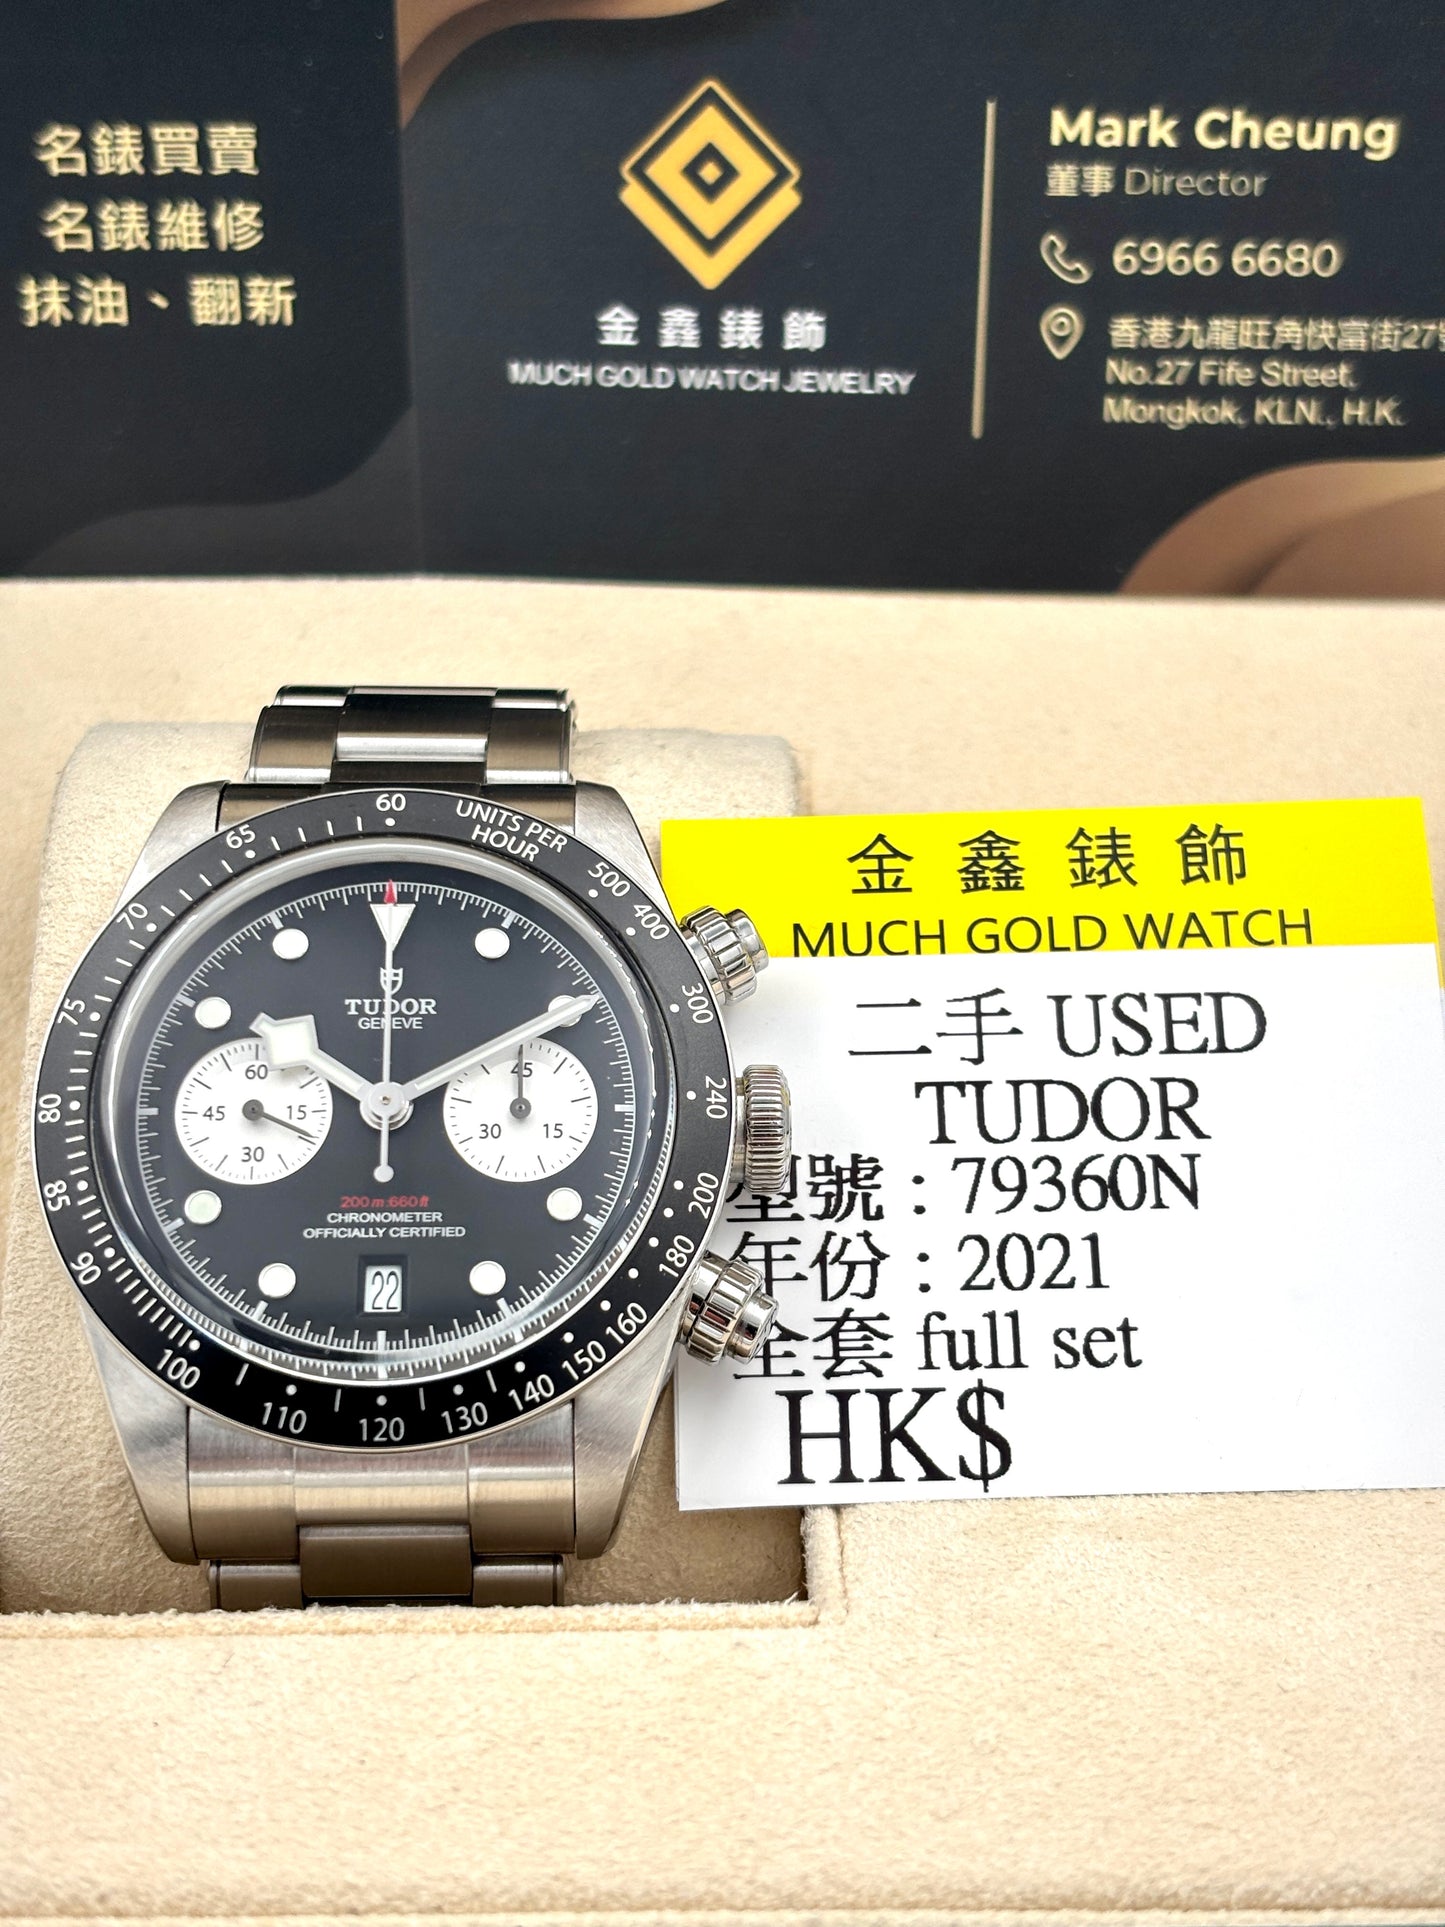 名錶買賣
名錶維修
抹油、翻新
金鑫錶飾
MUCH GOLD WATCH JEWELRY
Mark Cheung
董事 Director
6966 6680
香港九龍旺角快富街27號
No.27 Fife Street,
Mongkok, KLN., H.K.
60
UNITS PER
HOUR
500
400
300
240
200
180
160
150
140
130
120
110
100
90
85
80
75
70
65
TUDOR
GENEVE
60
45 15
30
45
30 15
200m:660ft
CHRONOMETER
OFFICIALLY CERTIFIED
22
金鑫錶飾
MUCH GOLD WATCH
二手 USED
TUDOR
型號:79360N
年份:2021
全套 full set
HK$